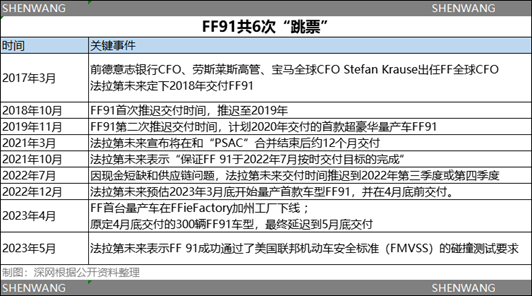 SHENWANG SHENWANG
FF91共6次“跳票”
时间 关键事件
2017年3月 前德意志银行CFO、劳斯莱斯高管、宝马全球CFO Stefan Krause出任FF全球CFO
法拉第未来定下2018年交付FF91
2018年10月 FF91首次推迟交付时间，推迟至2019年
2019年11月 FF91第二次推迟交付时间，计划2020年交付的首款超豪华量产车FF91
2021年3月 法拉第未来宣布将在和“PSAC”合并结束后约12个月交付
2021年10月 法拉第未来表示“保证FF 91于2022年7月按时交付目标的完成”
2022年7月 因现金短缺和供应链问题，法拉第未来交付时间推迟到2022年第三季度或第四季度
2022年12月 法拉第未来预估2023年3月底开始量产首款车型FF91，并在4月底前交付。
2023年4月 FF首台量产车在FFieFactory加州工厂下线；
原定4月底交付的300辆FF91车型，最终延迟到5月底交付
2023年5月 法拉第未来表示FF 91成功通过了美国联邦机动车安全标准（FMVSS）的碰撞测试要求
制图：深网根据公开资料整理
SHENWANG SHENWANG